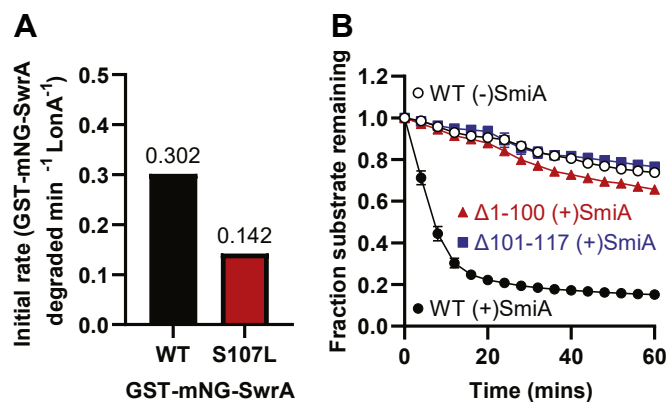 A
Initial rate (GST-mNG-SwrA
degraded min⁻¹ LonA⁻¹)
0.5
0.4
0.3
0.2
0.1
0.0
0.302
0.142
WT S107L
GST-mNG-SwrA
B
Fraction substrate remaining
1.2
1.0
0.8
0.6
0.4
0.2
0.0
WT (-)SmiA
Δ1-100 (+)SmiA
Δ101-117 (+)SmiA
WT (+)SmiA
0 20 40 60
Time (mins)